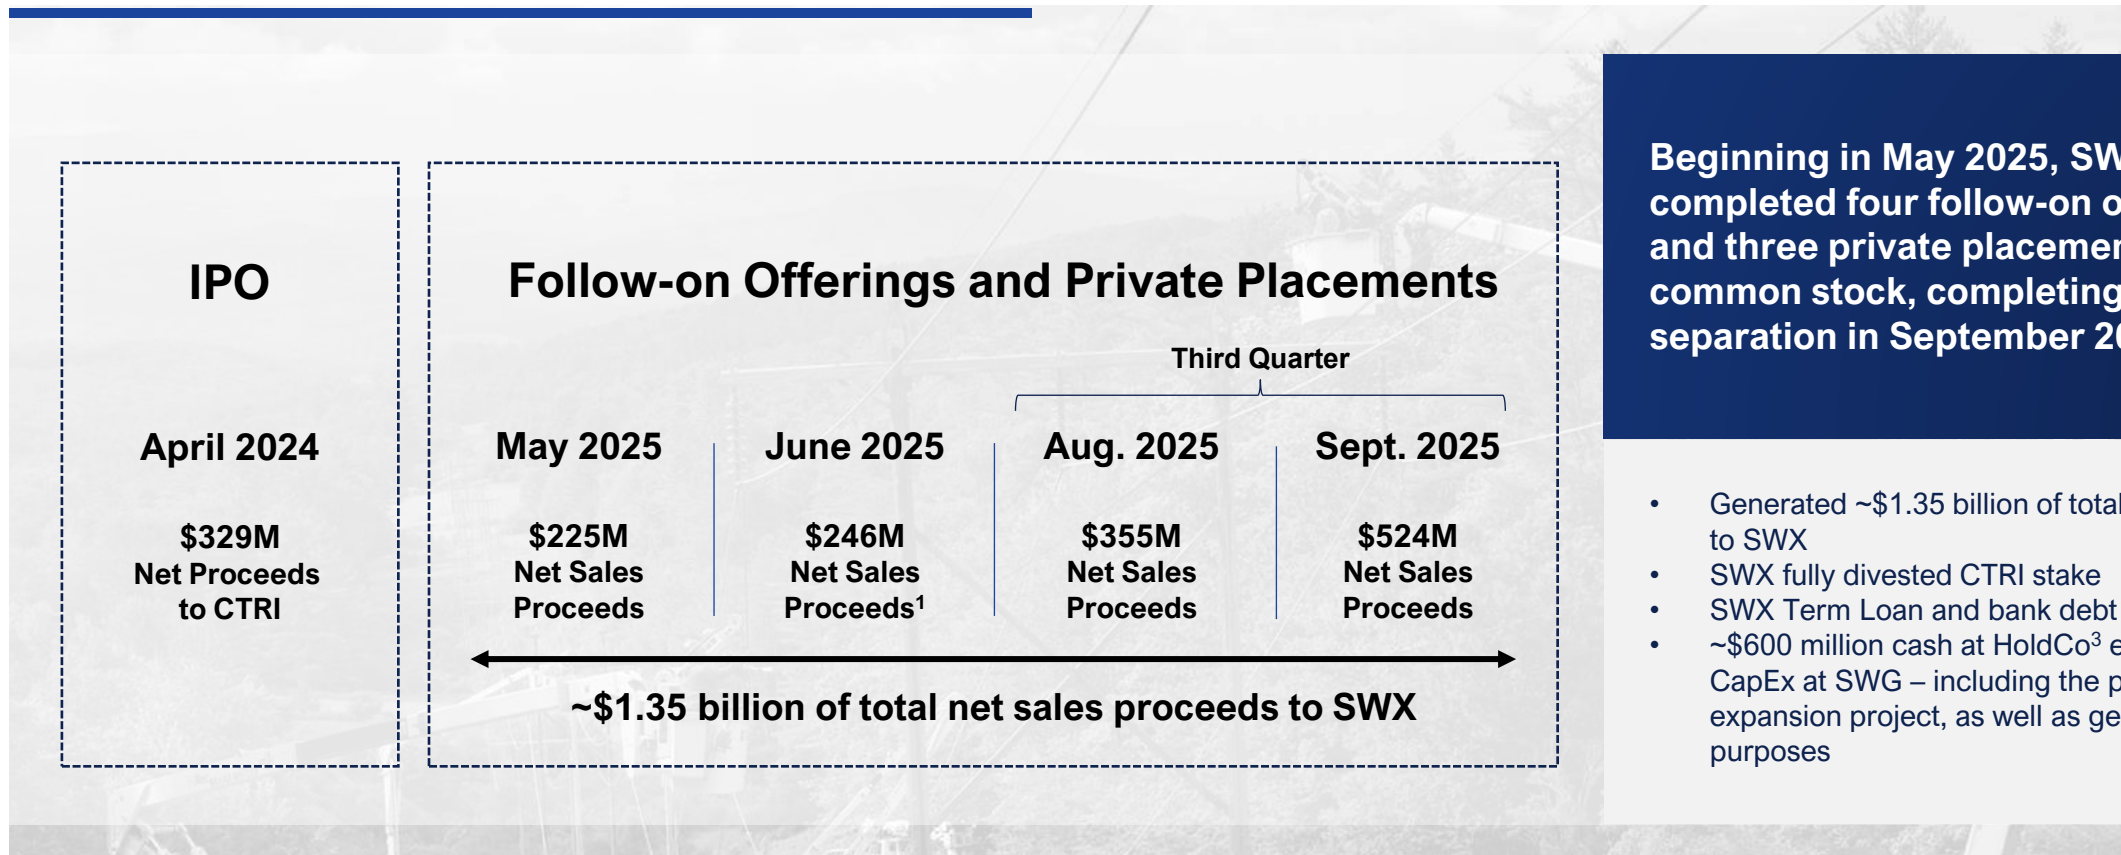 IPO
April 2024
$329M
Net Proceeds
to CTRI
Follow-on Offerings and Private Placements
Third Quarter
May 2025
$225M
Net Sales
Proceeds
June 2025
$246M
Net Sales
Proceeds¹
Aug. 2025
$355M
Net Sales
Proceeds
Sept. 2025
$524M
Net Sales
Proceeds
~$1.35 billion of total net sales proceeds to SWX
Beginning in May 2025,
completed four follow-on
and three private
common stock, completing
separation in September
• Generated ~$1.35 billion of total
to SWX
• SWX fully divested CTRI stake
• SWX Term Loan and bank debt
• ~$600 million cash at HoldCo³
CapEx at SWG – including the
expansion project, as well as
purposes